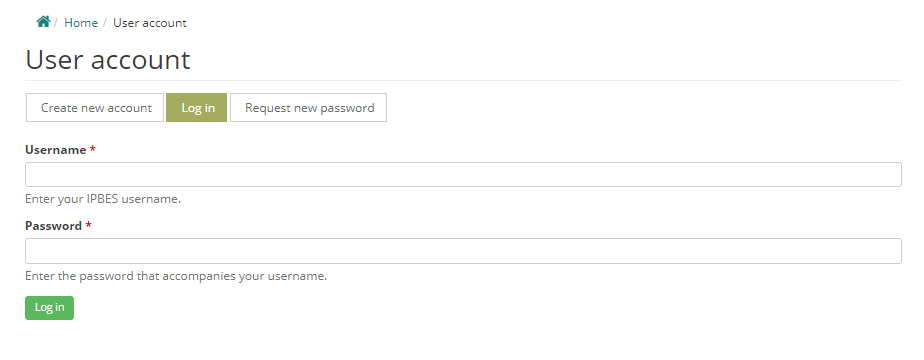 / Home / User account
User account
Create new account Log in Request new password
Username *
Enter your IPBES username.
Password *
Enter the password that accompanies your username.
Log in